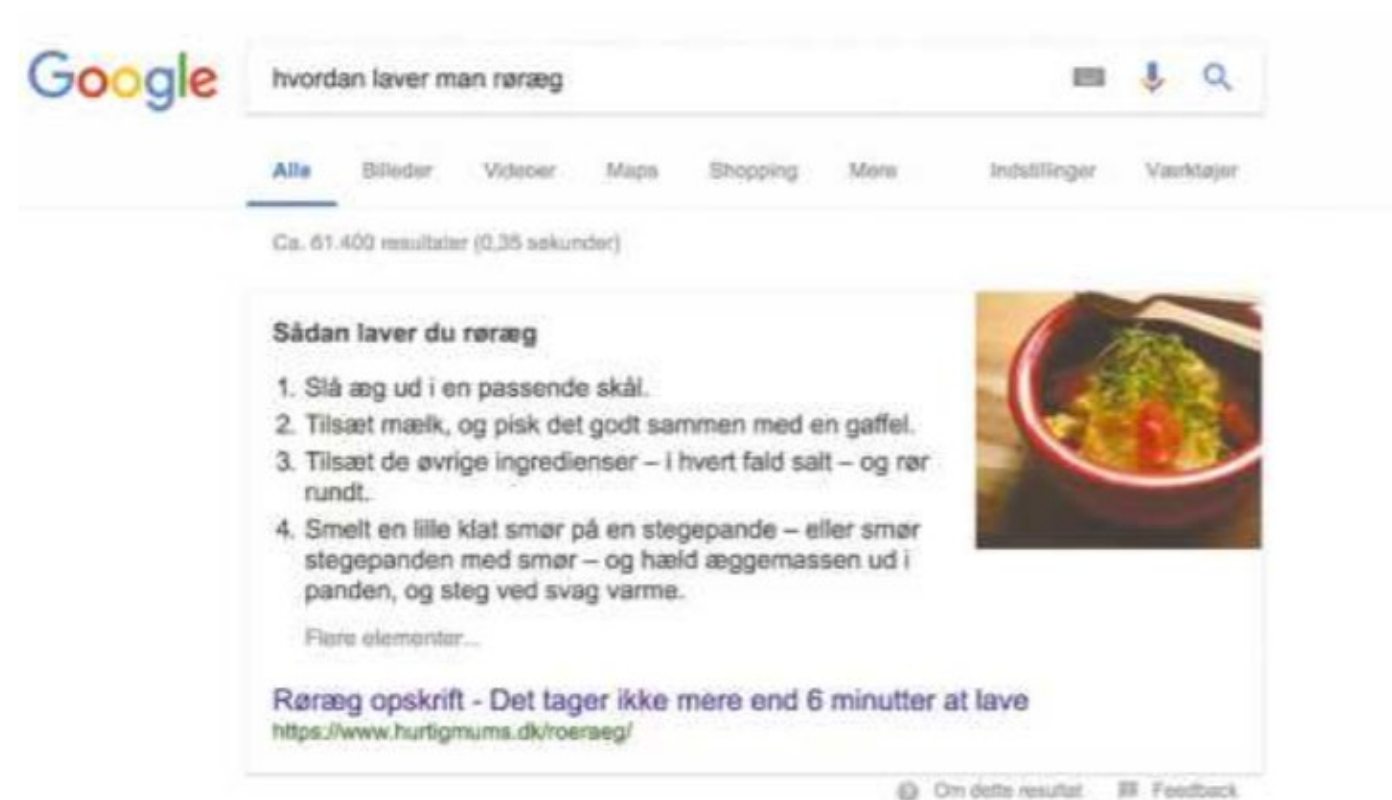 Google
hvordan laver man røræg
Alle Billeder Videoer Maps Shopping Mere Indstillinger Værktøjer
Ca. 61.400 resultater (0,35 sekunder)
Sådan laver du røræg
1. Slå æg ud i en passende skål.
2. Tilsæt mælk, og pisk det godt sammen med en gaffel.
3. Tilsæt de øvrige ingredienser – i hvert fald salt – og rør
rundt.
4. Smelt en lille klat smør på en stegepande – eller smør
stegepanden med smør – og hæld æggemassen ud i
panden, og steg ved svag varme.
Flere elementer...
Røræg opskrift - Det tager ikke mere end 6 minutter at lave
https://www.hurtigmums.dk/roeraeg/
Om dette resultat Feedback